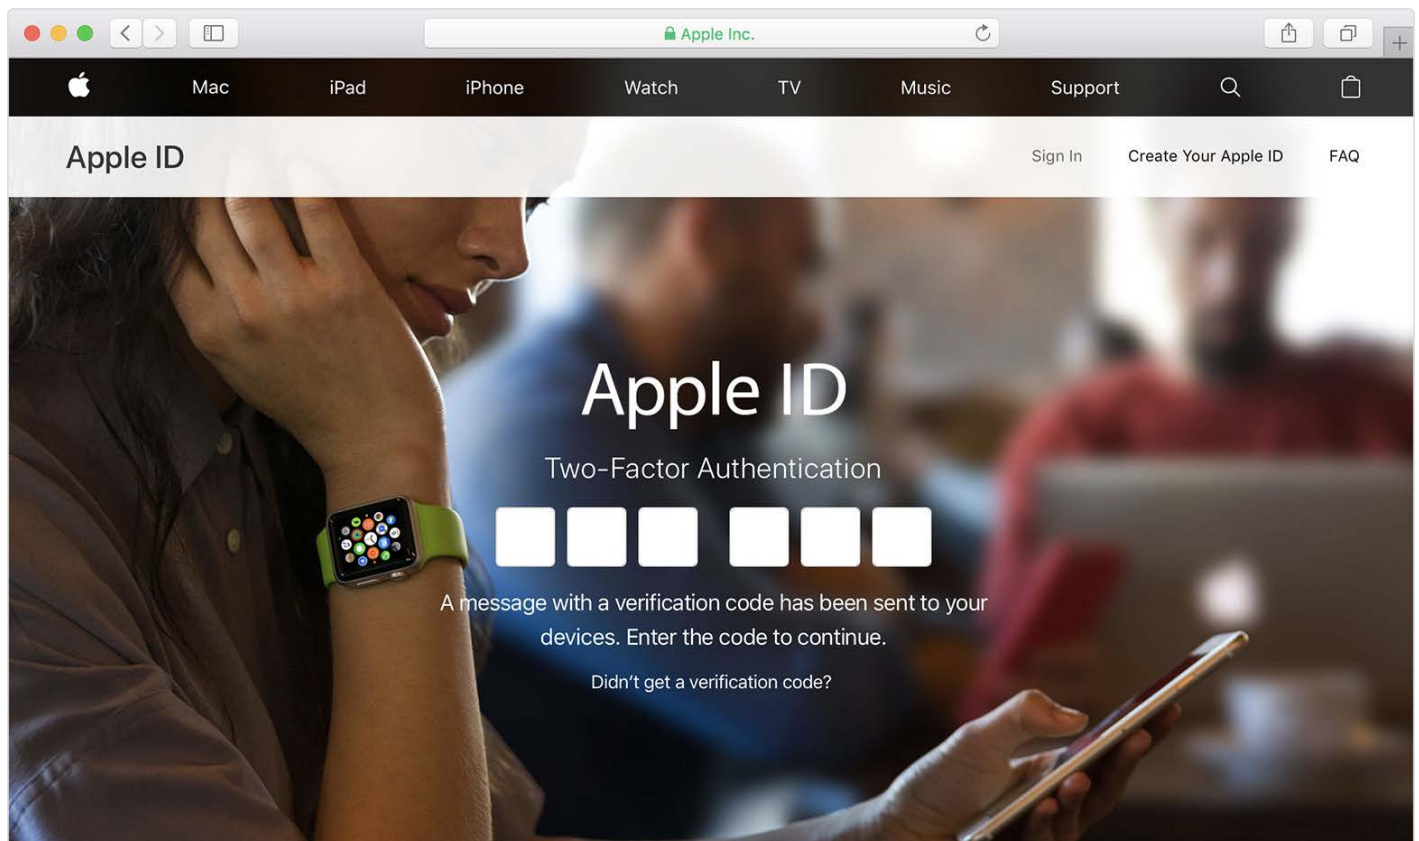 Apple Inc.
Mac iPad iPhone Watch TV Music Support
Apple ID Sign In Create Your Apple ID FAQ
Apple ID
Two-Factor Authentication
A message with a verification code has been sent to your
devices. Enter the code to continue.
Didn't get a verification code?